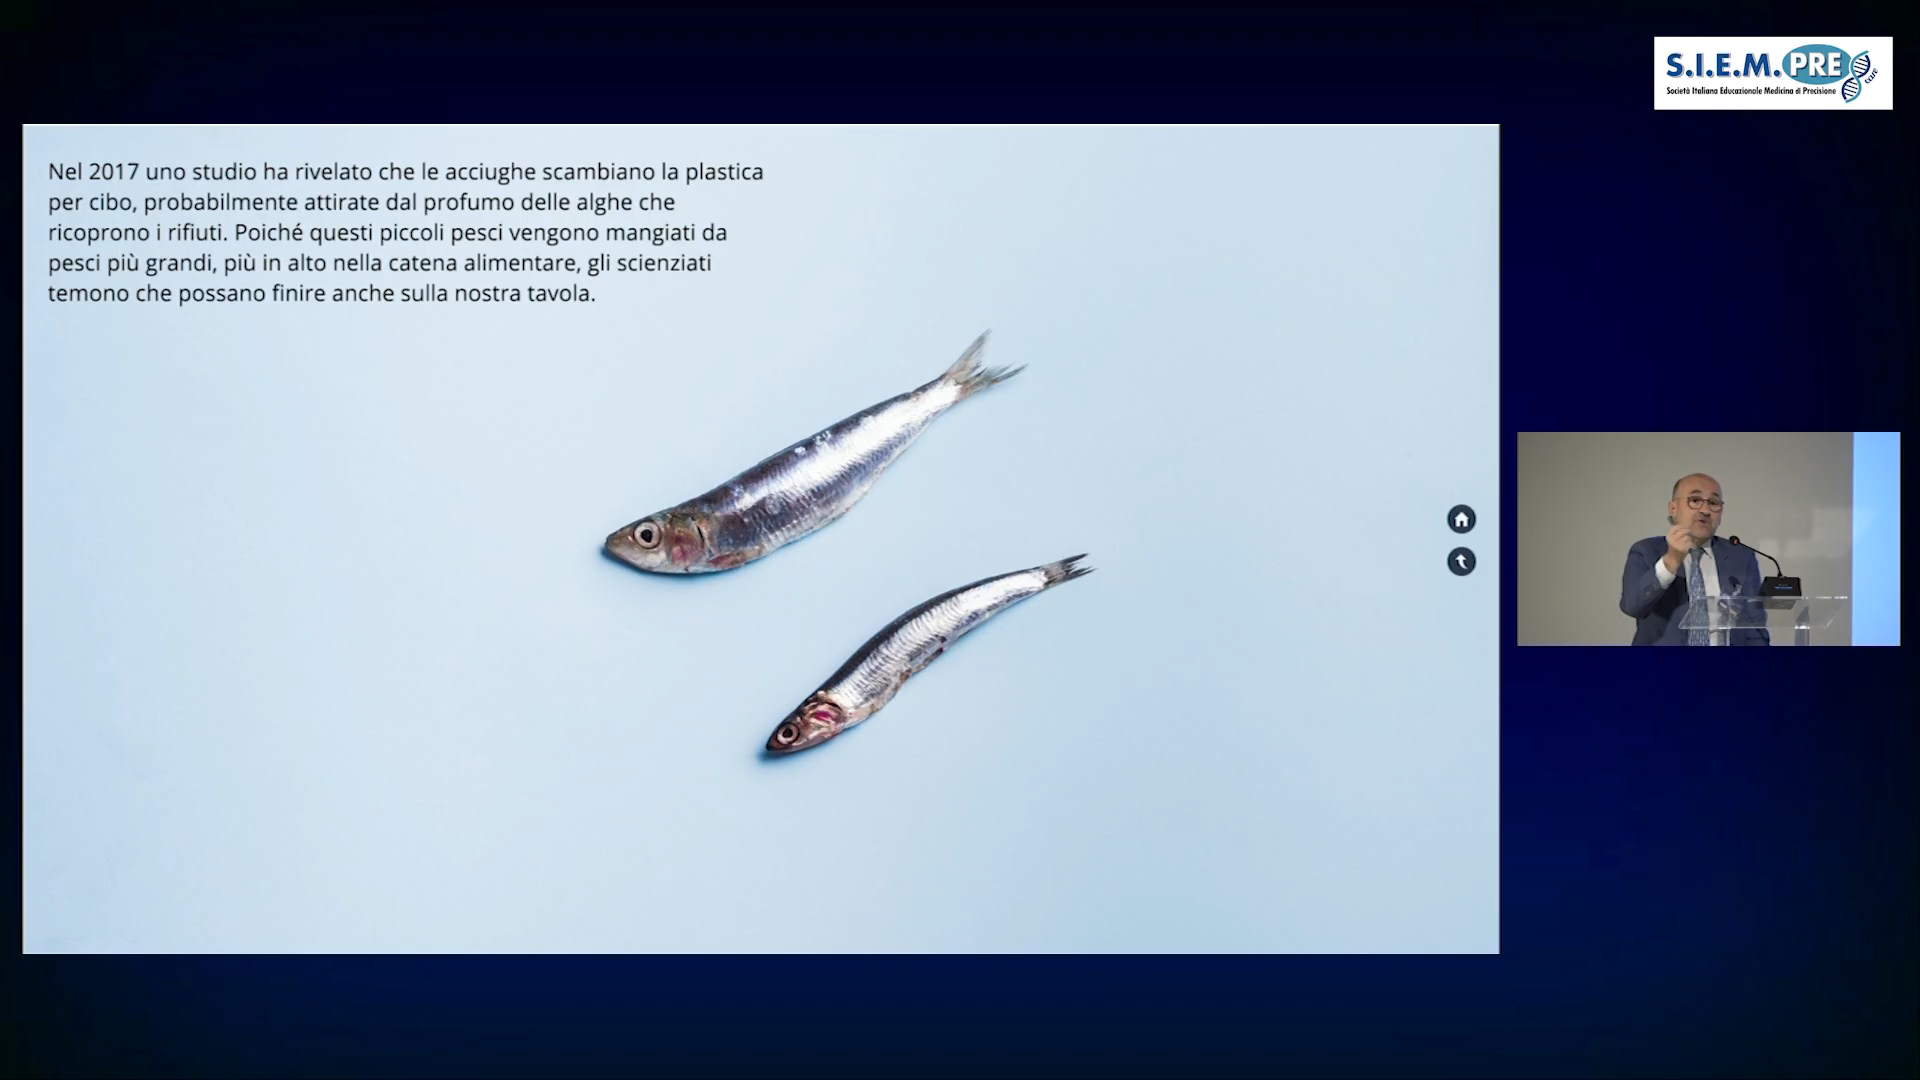 S.I.E.M.PRE
care
Società Italiana Educazionale Medicina di Precisione
Nel 2017 uno studio ha rivelato che le acciughe scambiano la plastica
per cibo, probabilmente attirate dal profumo delle alghe che
ricoprono i rifiuti. Poiché questi piccoli pesci vengono mangiati da
pesci più grandi, più in alto nella catena alimentare, gli scienziati
temono che possano finire anche sulla nostra tavola.